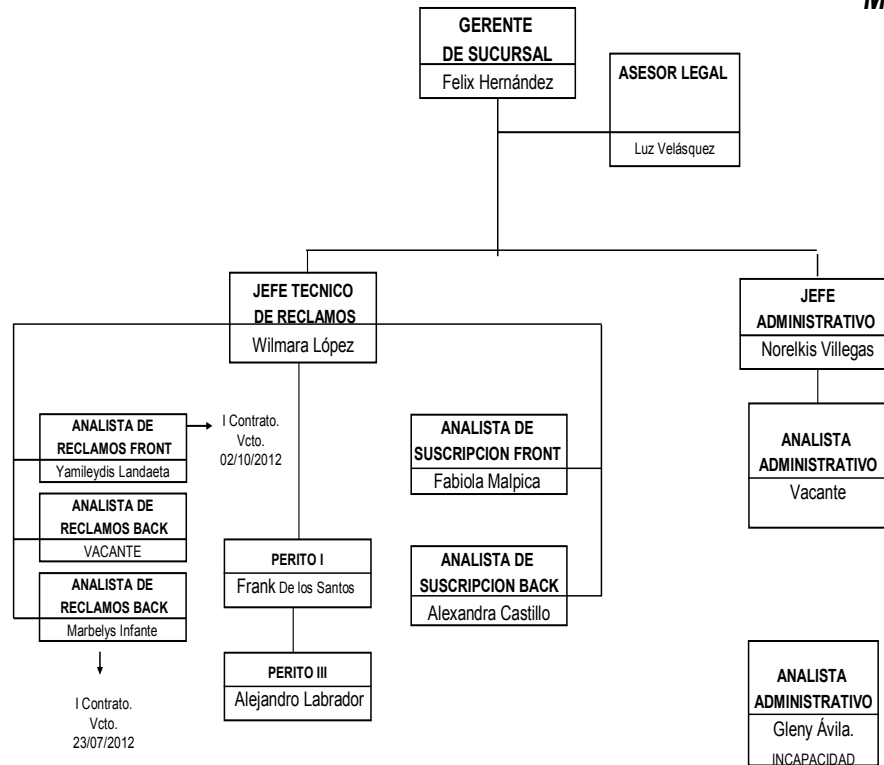 M
GERENTE
DE SUCURSAL
Felix Hernández
ASESOR LEGAL
Luz Velásquez
JEFE TECNICO
DE RECLAMOS
Wilmara López
JEFE
ADMINISTRATIVO
Norelkis Villegas
ANALISTA DE
RECLAMOS FRONT
Yamileydis Landaeta
I Contrato.
Vcto.
02/10/2012
ANALISTA DE
SUSCRIPCION FRONT
Fabiola Malpica
ANALISTA
ADMINISTRATIVO
Vacante
ANALISTA DE
RECLAMOS BACK
VACANTE
PERITO I
Frank De los Santos
ANALISTA DE
SUSCRIPCION BACK
Alexandra Castillo
ANALISTA DE
RECLAMOS BACK
Marbelys Infante
I Contrato.
Vcto.
23/07/2012
PERITO III
Alejandro Labrador
ANALISTA
ADMINISTRATIVO
Gleny Ávila.
INCAPACIDAD